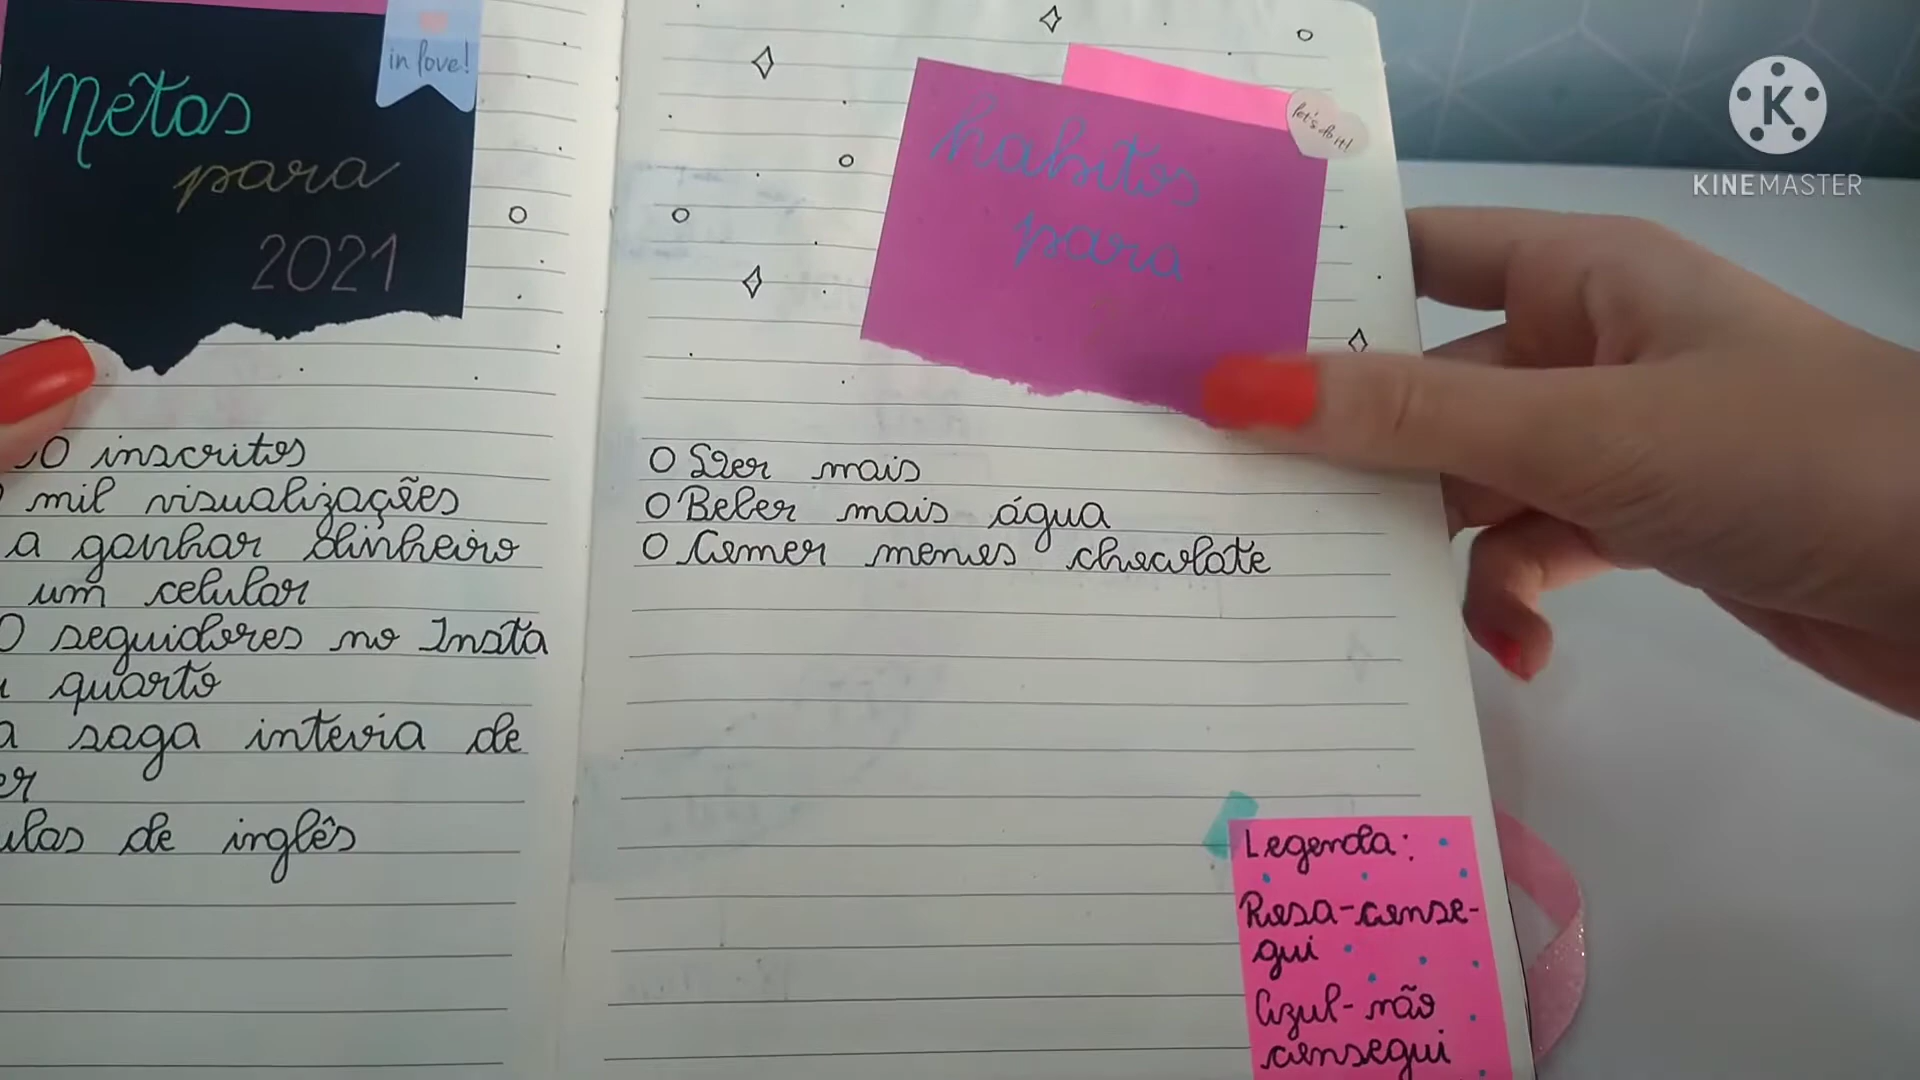 Metas
para
2021
in love!
inscritos
mil visualizações
a ganhar dinheiro
um celular
seguidores no Insta
quarto
a saga inteira de
er
ulas de inglês
habitos
para
let's do it!
O Ler mais
O Beber mais água
O Comer menos chocolate
Legenda:
Rosa-conse-
gui
Azul-não
consegui
K
KINEMASTER